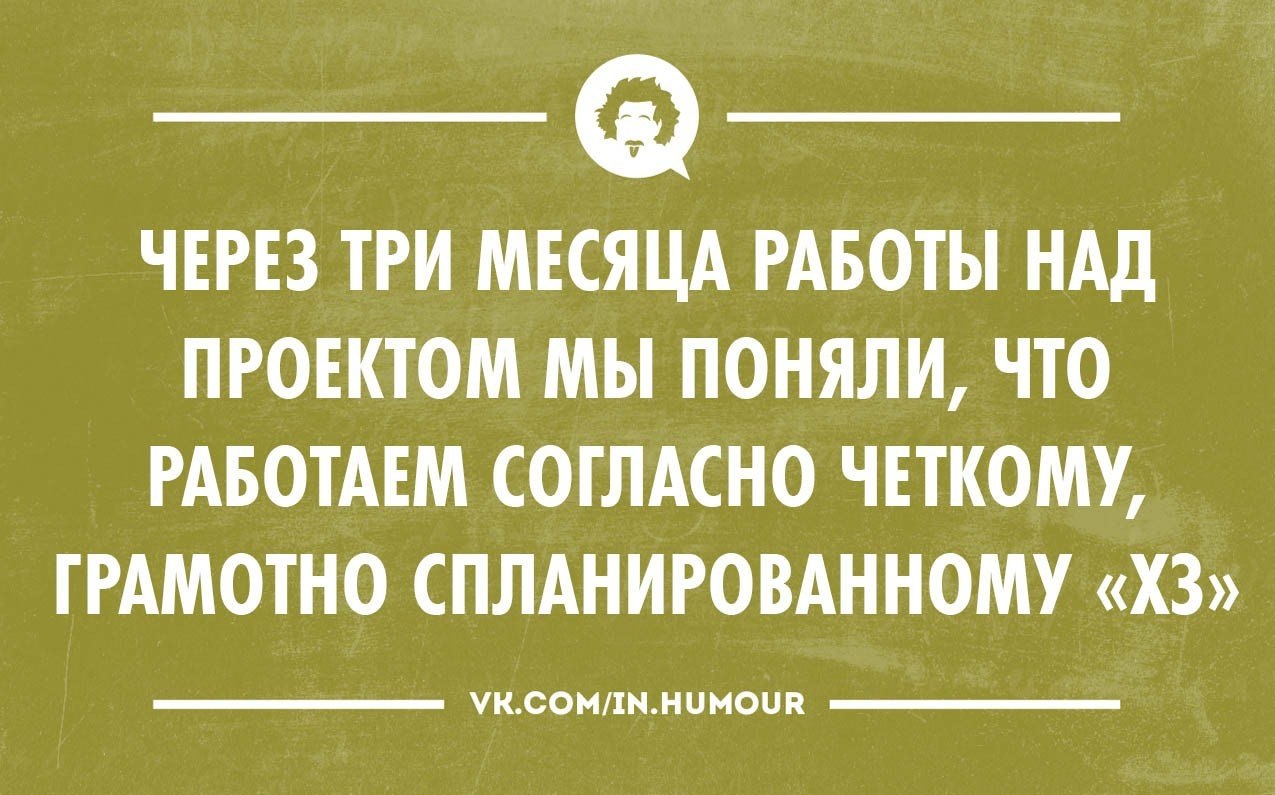 ЧЕРЕЗ ТРИ МЕСЯЦА РАБОТЫ НАД
ПРОЕКТОМ МЫ ПОНЯЛИ, ЧТО
РАБОТАЕМ СОГЛАСНО ЧЕТКОМУ,
ГРАМОТНО СПЛАНИРОВАННОМУ «ХЗ»
VK.COM/IN.HUMOUR